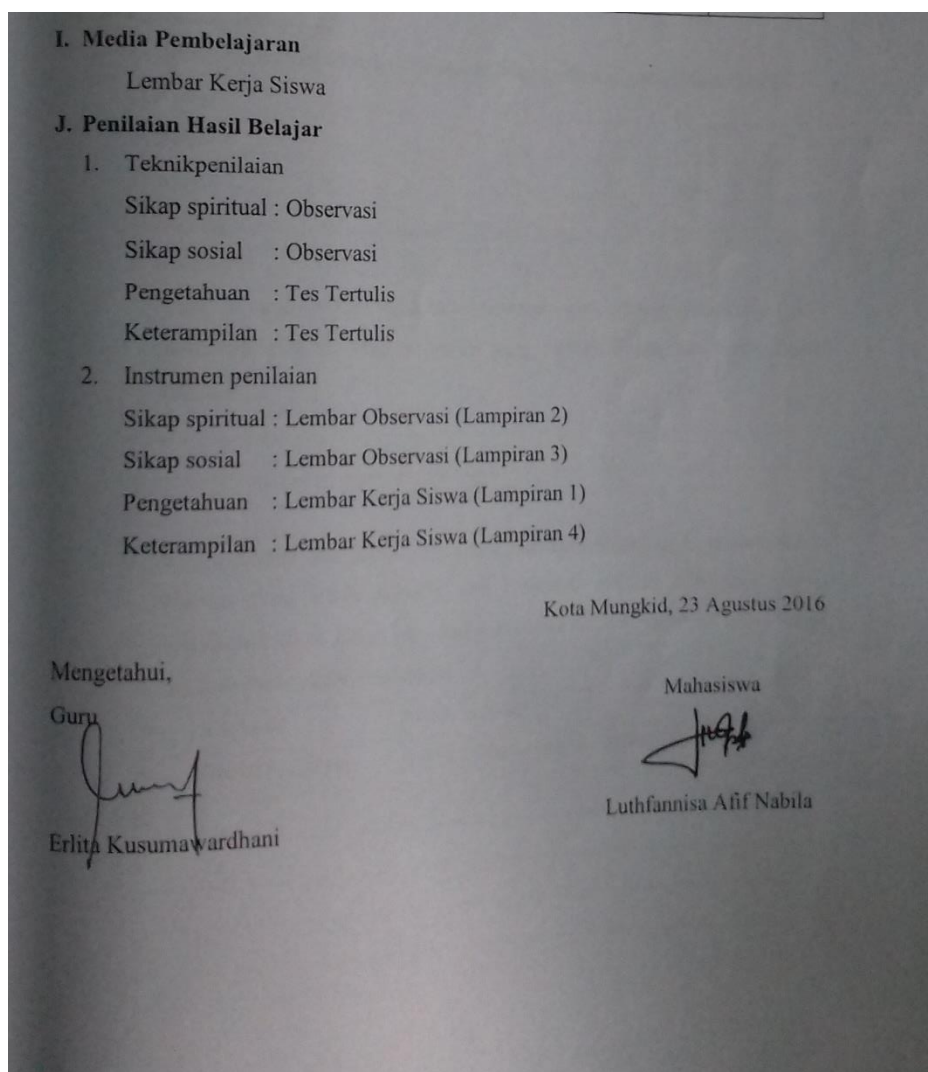 I. Media Pembelajaran
Lembar Kerja Siswa
J. Penilaian Hasil Belajar
1. Teknikpenilaian
Sikap spiritual : Observasi
Sikap sosial : Observasi
Pengetahuan : Tes Tertulis
Keterampilan : Tes Tertulis
2. Instrumen penilaian
Sikap spiritual : Lembar Observasi (Lampiran 2)
Sikap sosial : Lembar Observasi (Lampiran 3)
Pengetahuan : Lembar Kerja Siswa (Lampiran 1)
Keterampilan : Lembar Kerja Siswa (Lampiran 4)
Kota Mungkid, 23 Agustus 2016
Mengetahui,
Mahasiswa
Guru
Luthfannisa Afif Nabila
Erlita Kusumawardhani